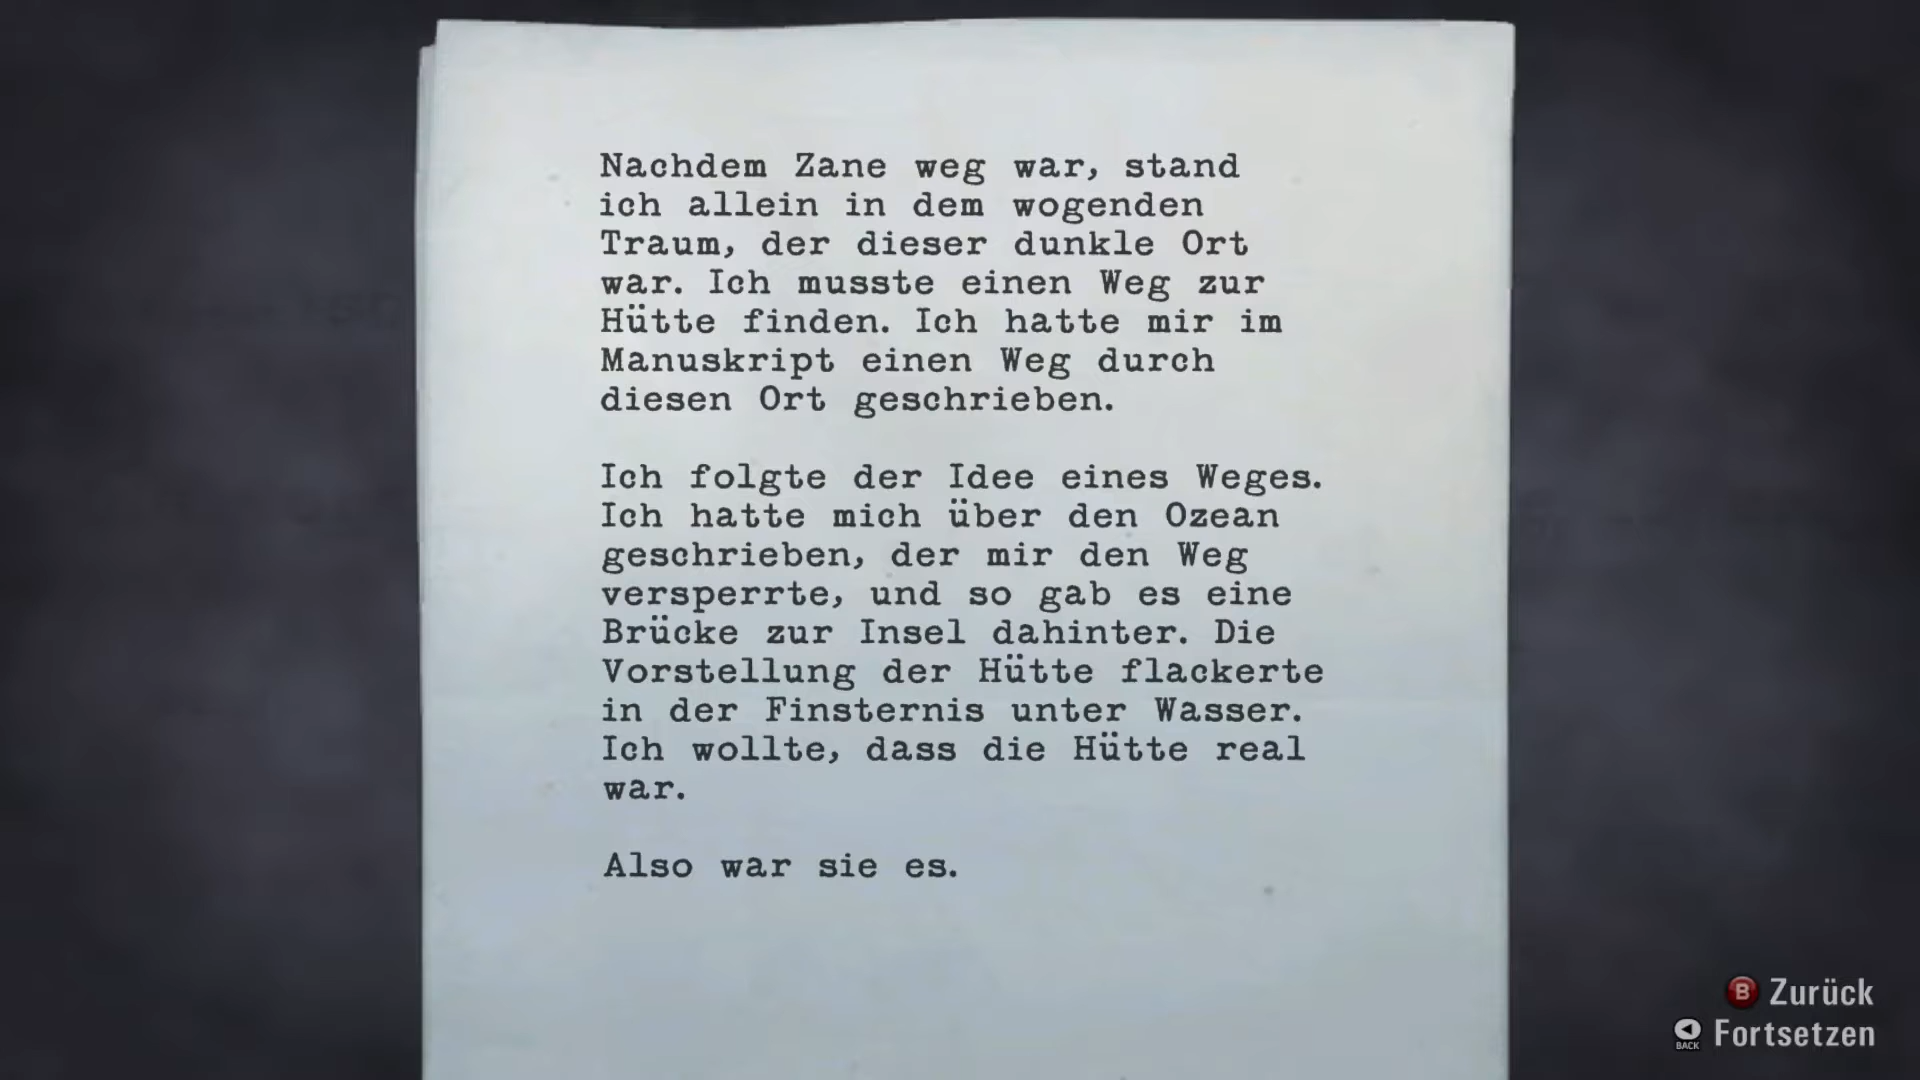 Nachdem Zane weg war, stand
ich allein in dem wogenden
Traum, der dieser dunkle Ort
war. Ich musste einen Weg zur
Hütte finden. Ich hatte mir im
Manuskript einen Weg durch
diesen Ort geschrieben.
Ich folgte der Idee eines Weges.
Ich hatte mich über den Ozean
geschrieben, der mir den Weg
versperrte, und so gab es eine
Brücke zur Insel dahinter. Die
Vorstellung der Hütte flackerte
in der Finsternis unter Wasser.
Ich wollte, dass die Hütte real
war.
Also war sie es.
B Zurück
BACK Fortsetzen